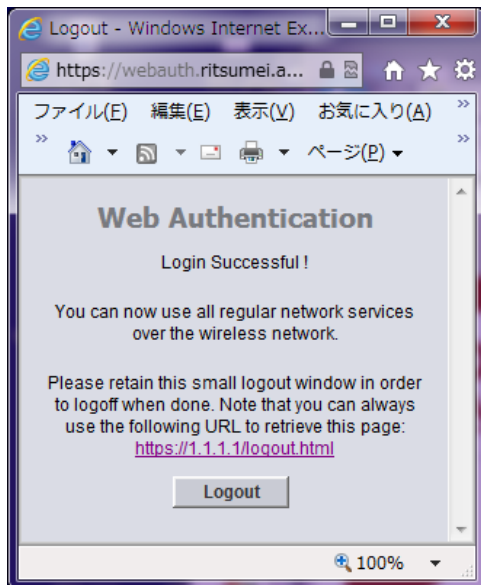 Logout - Windows Internet Ex...
https://webauth.ritsumei.a...
ファイル(F) 編集(E) 表示(V) お気に入り(A) »
» ページ(P)
Web Authentication
Login Successful !
You can now use all regular network services
over the wireless network.
Please retain this small logout window in order
to logoff when done. Note that you can always
use the following URL to retrieve this page:
https://1.1.1.1/logout.html
Logout
100%